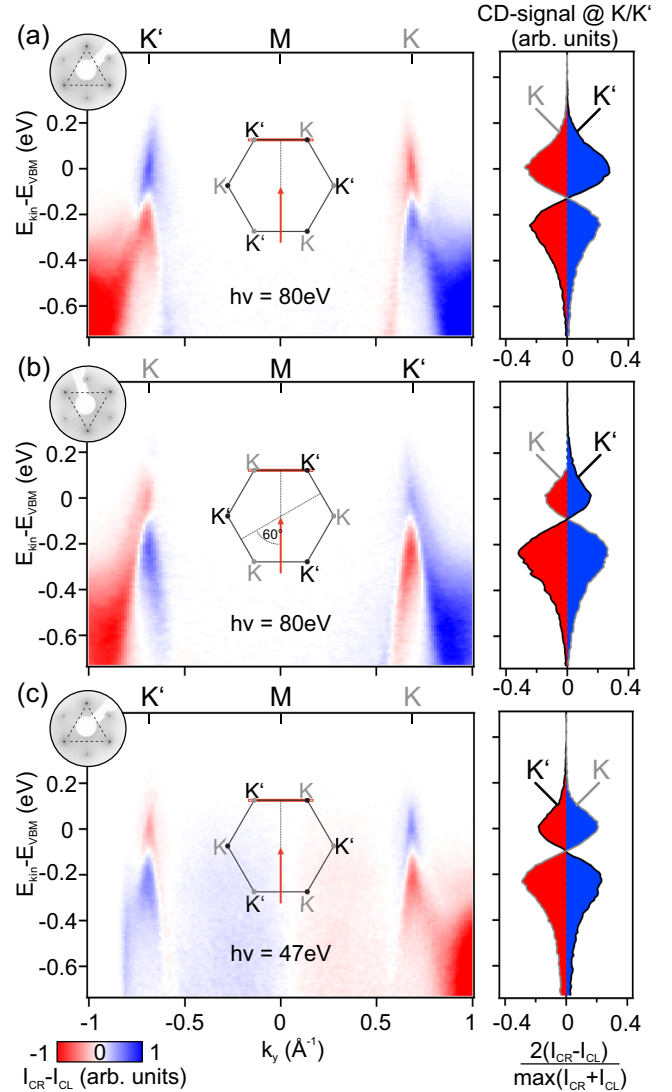 CD-signal @ K/K‘
(arb. units)
(a)
K‘ M K
E_kin-E_VBM (eV)
0.2
0
-0.2
-0.4
-0.6
K‘ K
K K‘
K‘ K
hν = 80eV
K K‘
-0.4 0 0.4
(b)
K M K‘
E_kin-E_VBM (eV)
0.2
0
-0.2
-0.4
-0.6
K K‘
K‘ K
60°
K K‘
hν = 80eV
K K‘
-0.4 0 0.4
(c)
K‘ M K
E_kin-E_VBM (eV)
0.2
0
-0.2
-0.4
-0.6
K‘ K
K K‘
K‘ K
hν = 47eV
K‘ K
-1 -0.5 0 0.5 1
k_y (Å⁻¹)
-0.4 0 0.4
-1 1
I_CR-I_CL (arb. units)
2(I_CR-I_CL)
max(I_CR+I_CL)